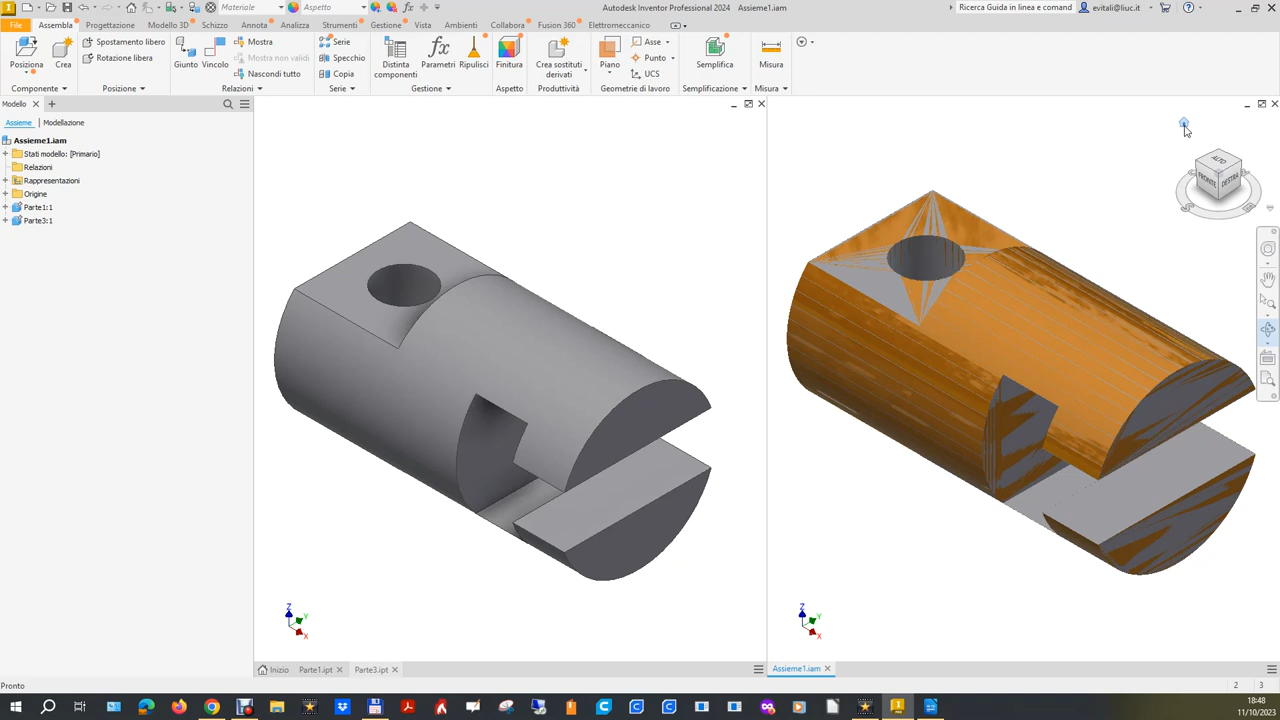 Materiale
Aspetto
Autodesk Inventor Professional 2024 Assieme1.iam
Ricerca Guida in linea e comand
evitali@liuc.it
File Assembla Progettazione Modello 3D Schizzo Annota Analizza Strumenti Gestione Vista Ambienti Collabora Fusion 360 Elettromeccanico
Posiziona
Crea
Spostamento libero
Rotazione libera
Giunto
Vincolo
Mostra
Mostra non validi
Nascondi tutto
Serie
Specchio
Copia
Distinta componenti
Parametri
Ripulisci
Finitura
Crea sostituti derivati
Piano
Asse
Punto
UCS
Semplifica
Misura
Componente Posizione Relazioni Serie Gestione Aspetto Produttività Geometrie di lavoro Semplificazione Misura
Modello
Assieme Modellazione
Assieme1.iam
Stati modello: [Primario]
Relazioni
Rappresentazioni
Origine
Parte1:1
Parte3:1
ALTO
FRONTE
DESTRA
Z
Y
X
Z
Y
X
Inizio Parte1.ipt Parte3.ipt
Assieme1.iam
Pronto
2 3
18:48
11/10/2023